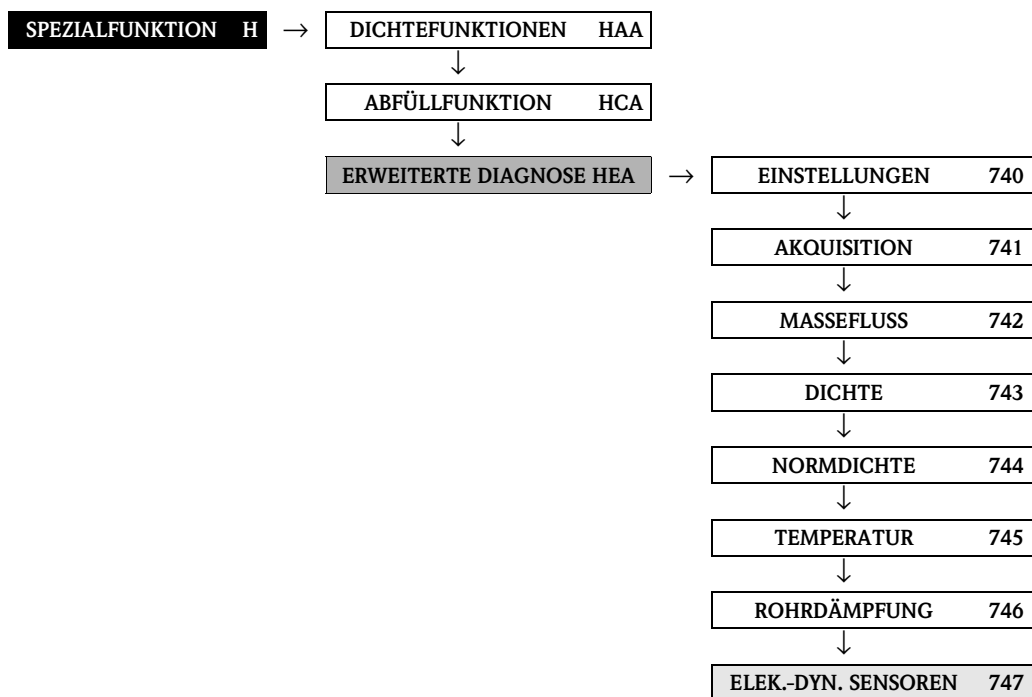 SPEZIALFUNKTION H → DICHTEFUNKTIONEN HAA
↓
ABFÜLLFUNKTION HCA
↓
ERWEITERTE DIAGNOSE HEA → EINSTELLUNGEN 740
↓
AKQUISITION 741
↓
MASSEFLUSS 742
↓
DICHTE 743
↓
NORMDICHTE 744
↓
TEMPERATUR 745
↓
ROHRDÄMPFUNG 746
↓
ELEK.-DYN. SENSOREN 747